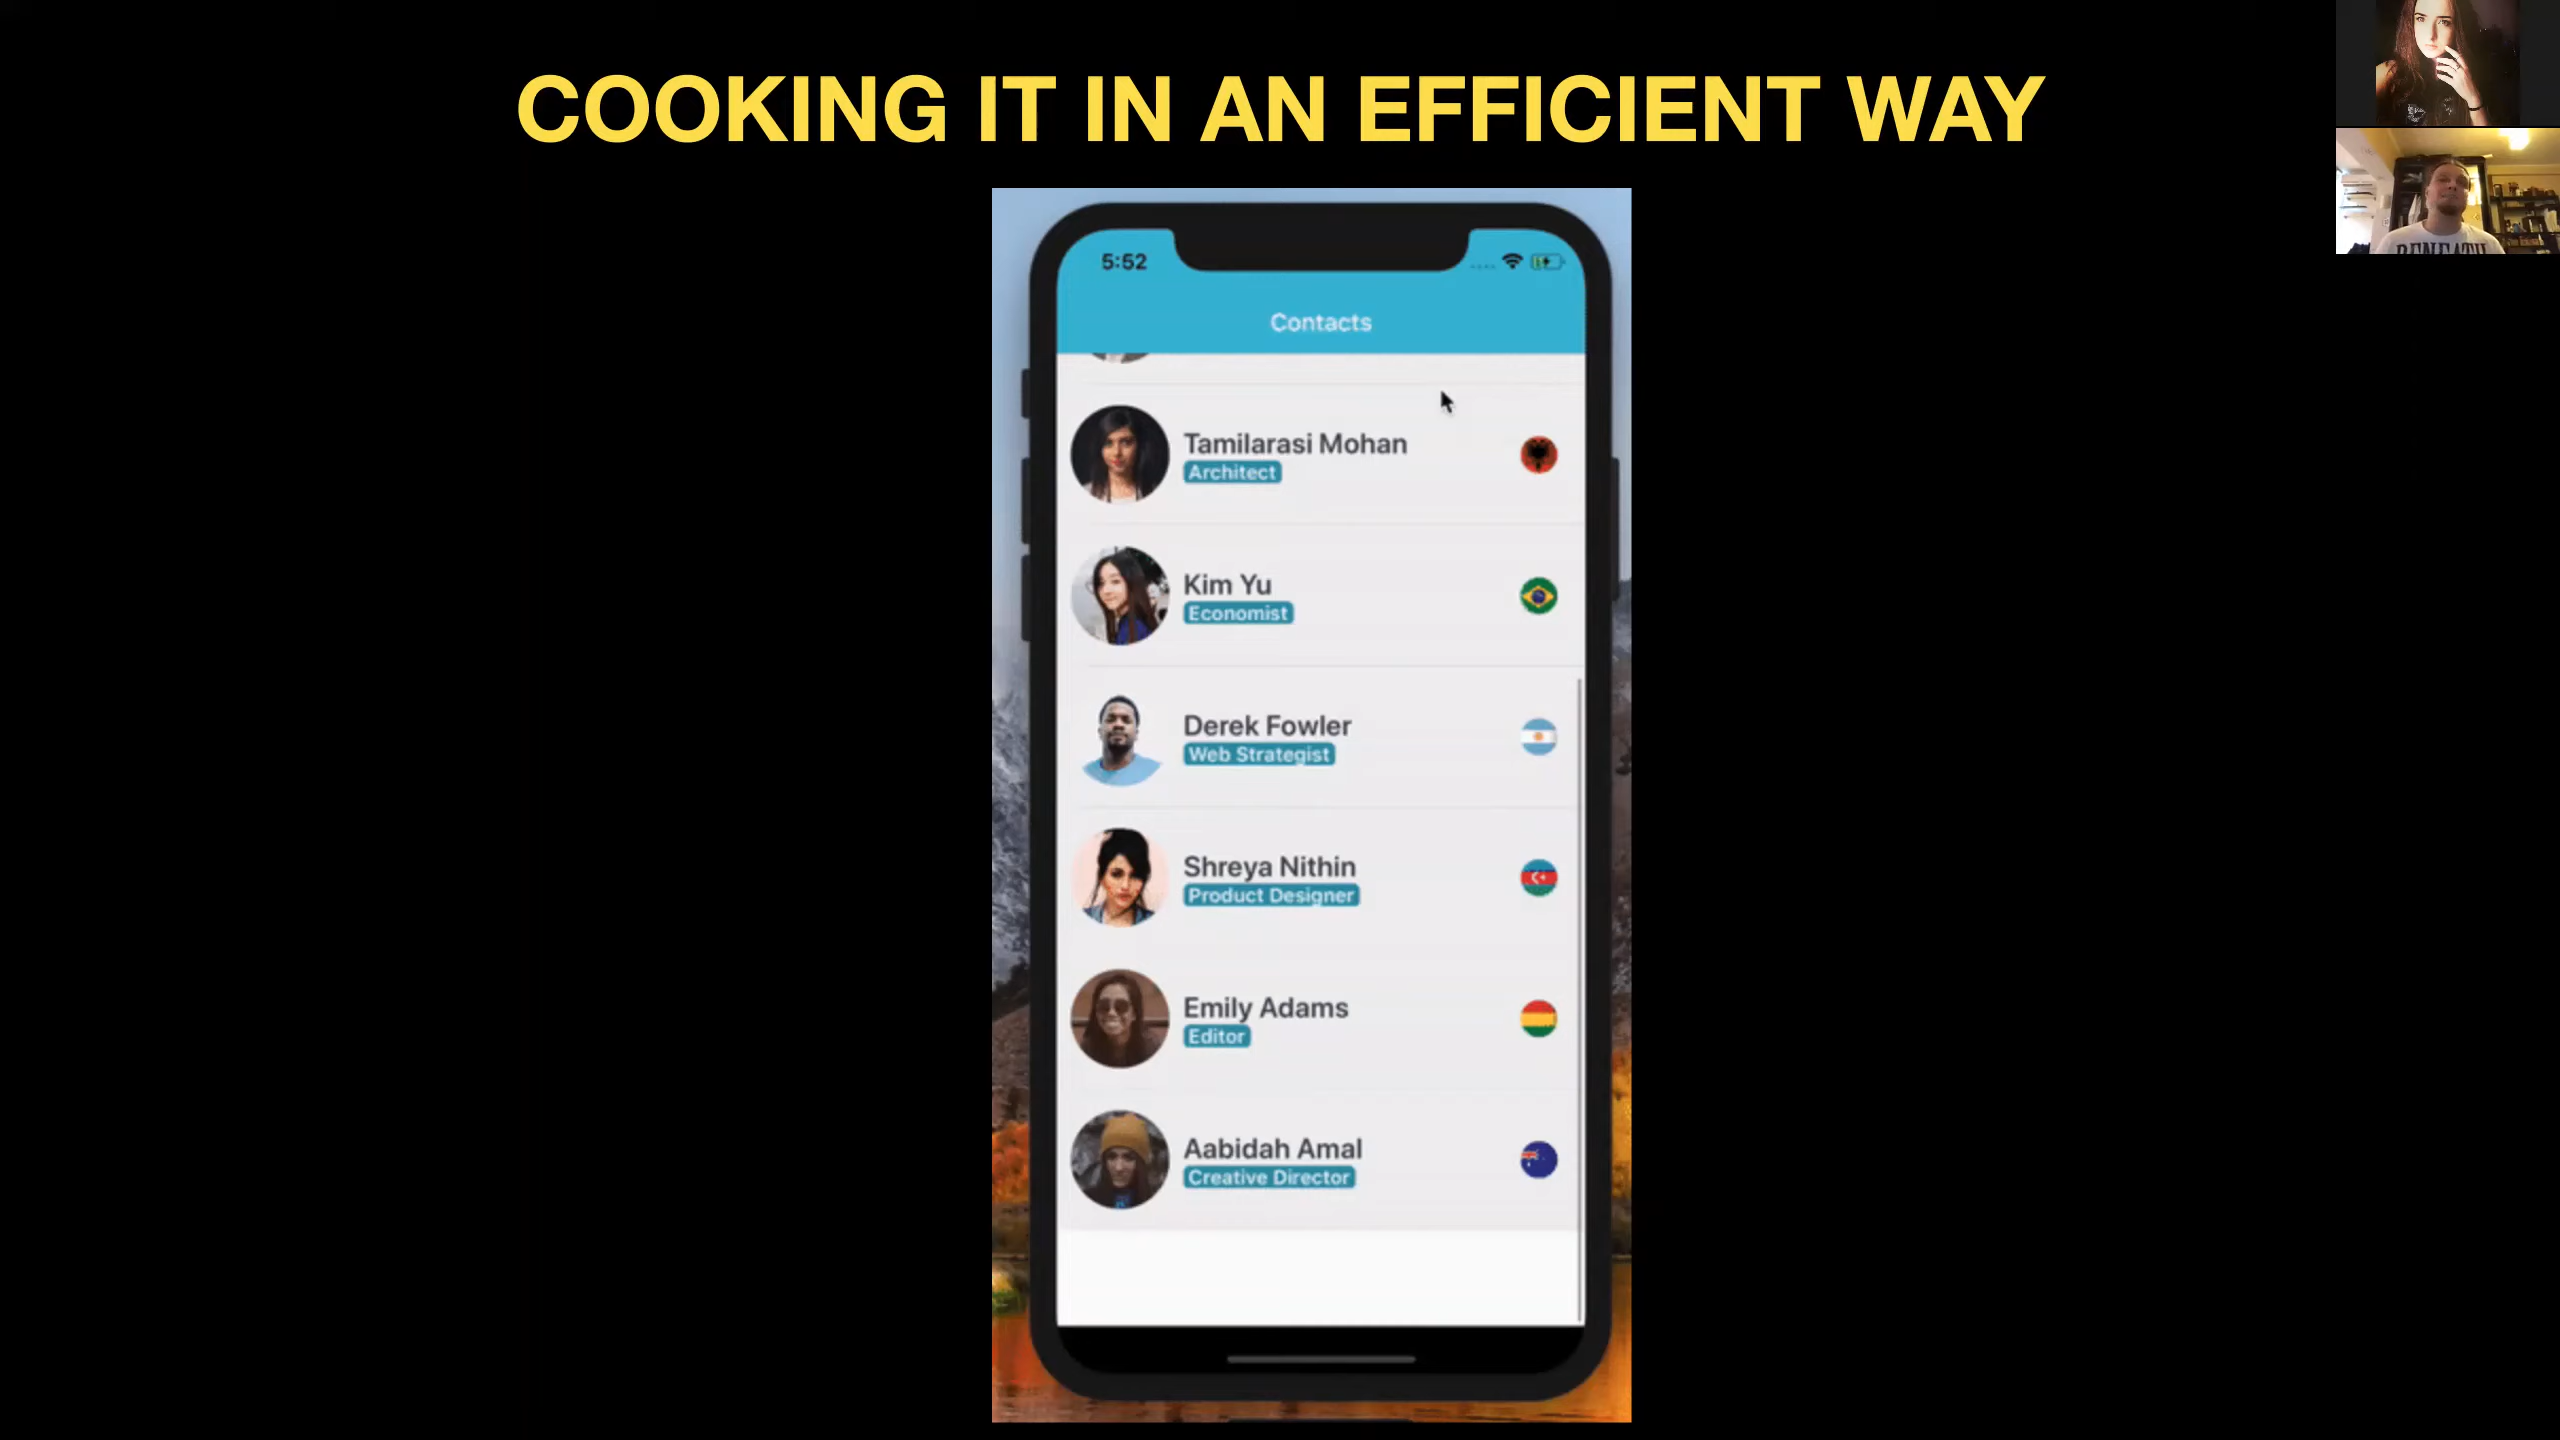 COOKING IT IN AN EFFICIENT WAY
5:52
Contacts
Tamilarasi Mohan
Architect
Kim Yu
Economist
Derek Fowler
Web Strategist
Shreya Nithin
Product Designer
Emily Adams
Editor
Aabidah Amal
Creative Director
BENEATH